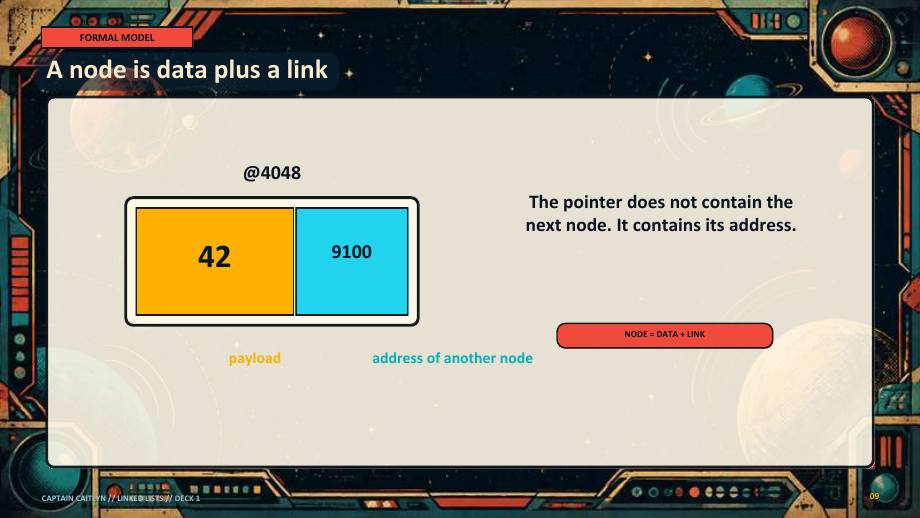 FORMAL MODEL
A node is data plus a link
@4048
42
9100
payload
address of another node
The pointer does not contain the
next node. It contains its address.
NODE = DATA + LINK
CAPTAIN CAITLYN // LINKED LISTS // DECK 1
09